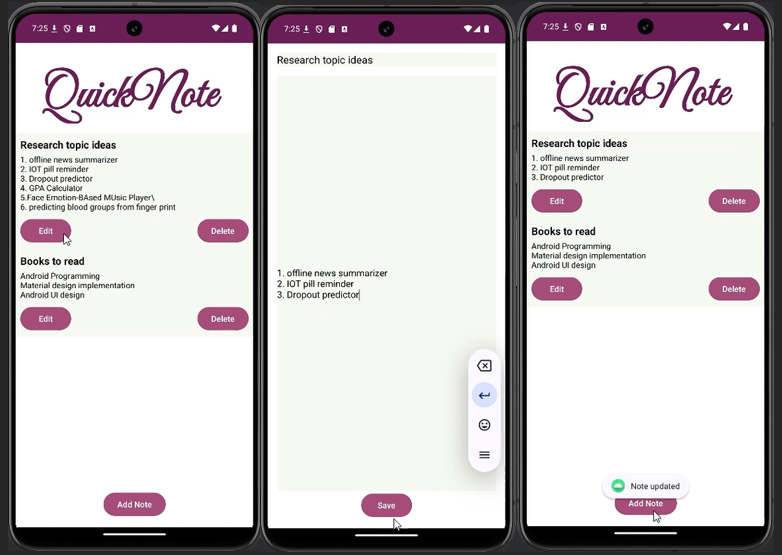 7:25
QuickNote
Research topic ideas
1. offline news summarizer
2. IOT pill reminder
3. Dropout predictor
4. GPA Calculator
5.Face Emotion-BAsed MUsic Player\
6. predicting blood groups from finger print
Edit
Delete
Books to read
Android Programming
Material design implementation
Android UI design
Edit
Delete
Add Note
7:25
Research topic ideas
1. offline news summarizer
2. IOT pill reminder
3. Dropout predictor
Save
7:25
QuickNote
Research topic ideas
1. offline news summarizer
2. IOT pill reminder
3. Dropout predictor
Edit
Delete
Books to read
Android Programming
Material design implementation
Android UI design
Edit
Delete
Note updated
Add Note